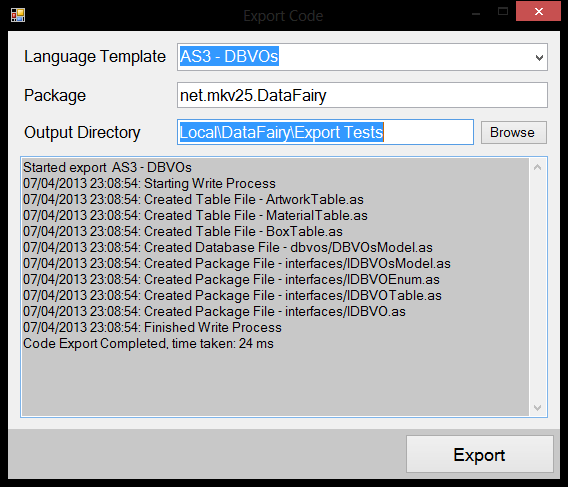 Export Code
Language Template AS3 - DBVOs
Package net.mkv25.DataFairy
Output Directory Local\DataFairy\Export Tests Browse
Started export AS3 - DBVOs
07/04/2013 23:08:54: Starting Write Process
07/04/2013 23:08:54: Created Table File - ArtworkTable.as
07/04/2013 23:08:54: Created Table File - MaterialTable.as
07/04/2013 23:08:54: Created Table File - BoxTable.as
07/04/2013 23:08:54: Created Database File - dbvos/DBVOsModel.as
07/04/2013 23:08:54: Created Package File - interfaces/IDBVOsModel.as
07/04/2013 23:08:54: Created Package File - interfaces/IDBVOEnum.as
07/04/2013 23:08:54: Created Package File - interfaces/IDBVOTable.as
07/04/2013 23:08:54: Created Package File - interfaces/IDBVO.as
07/04/2013 23:08:54: Finished Write Process
Code Export Completed, time taken: 24 ms
Export